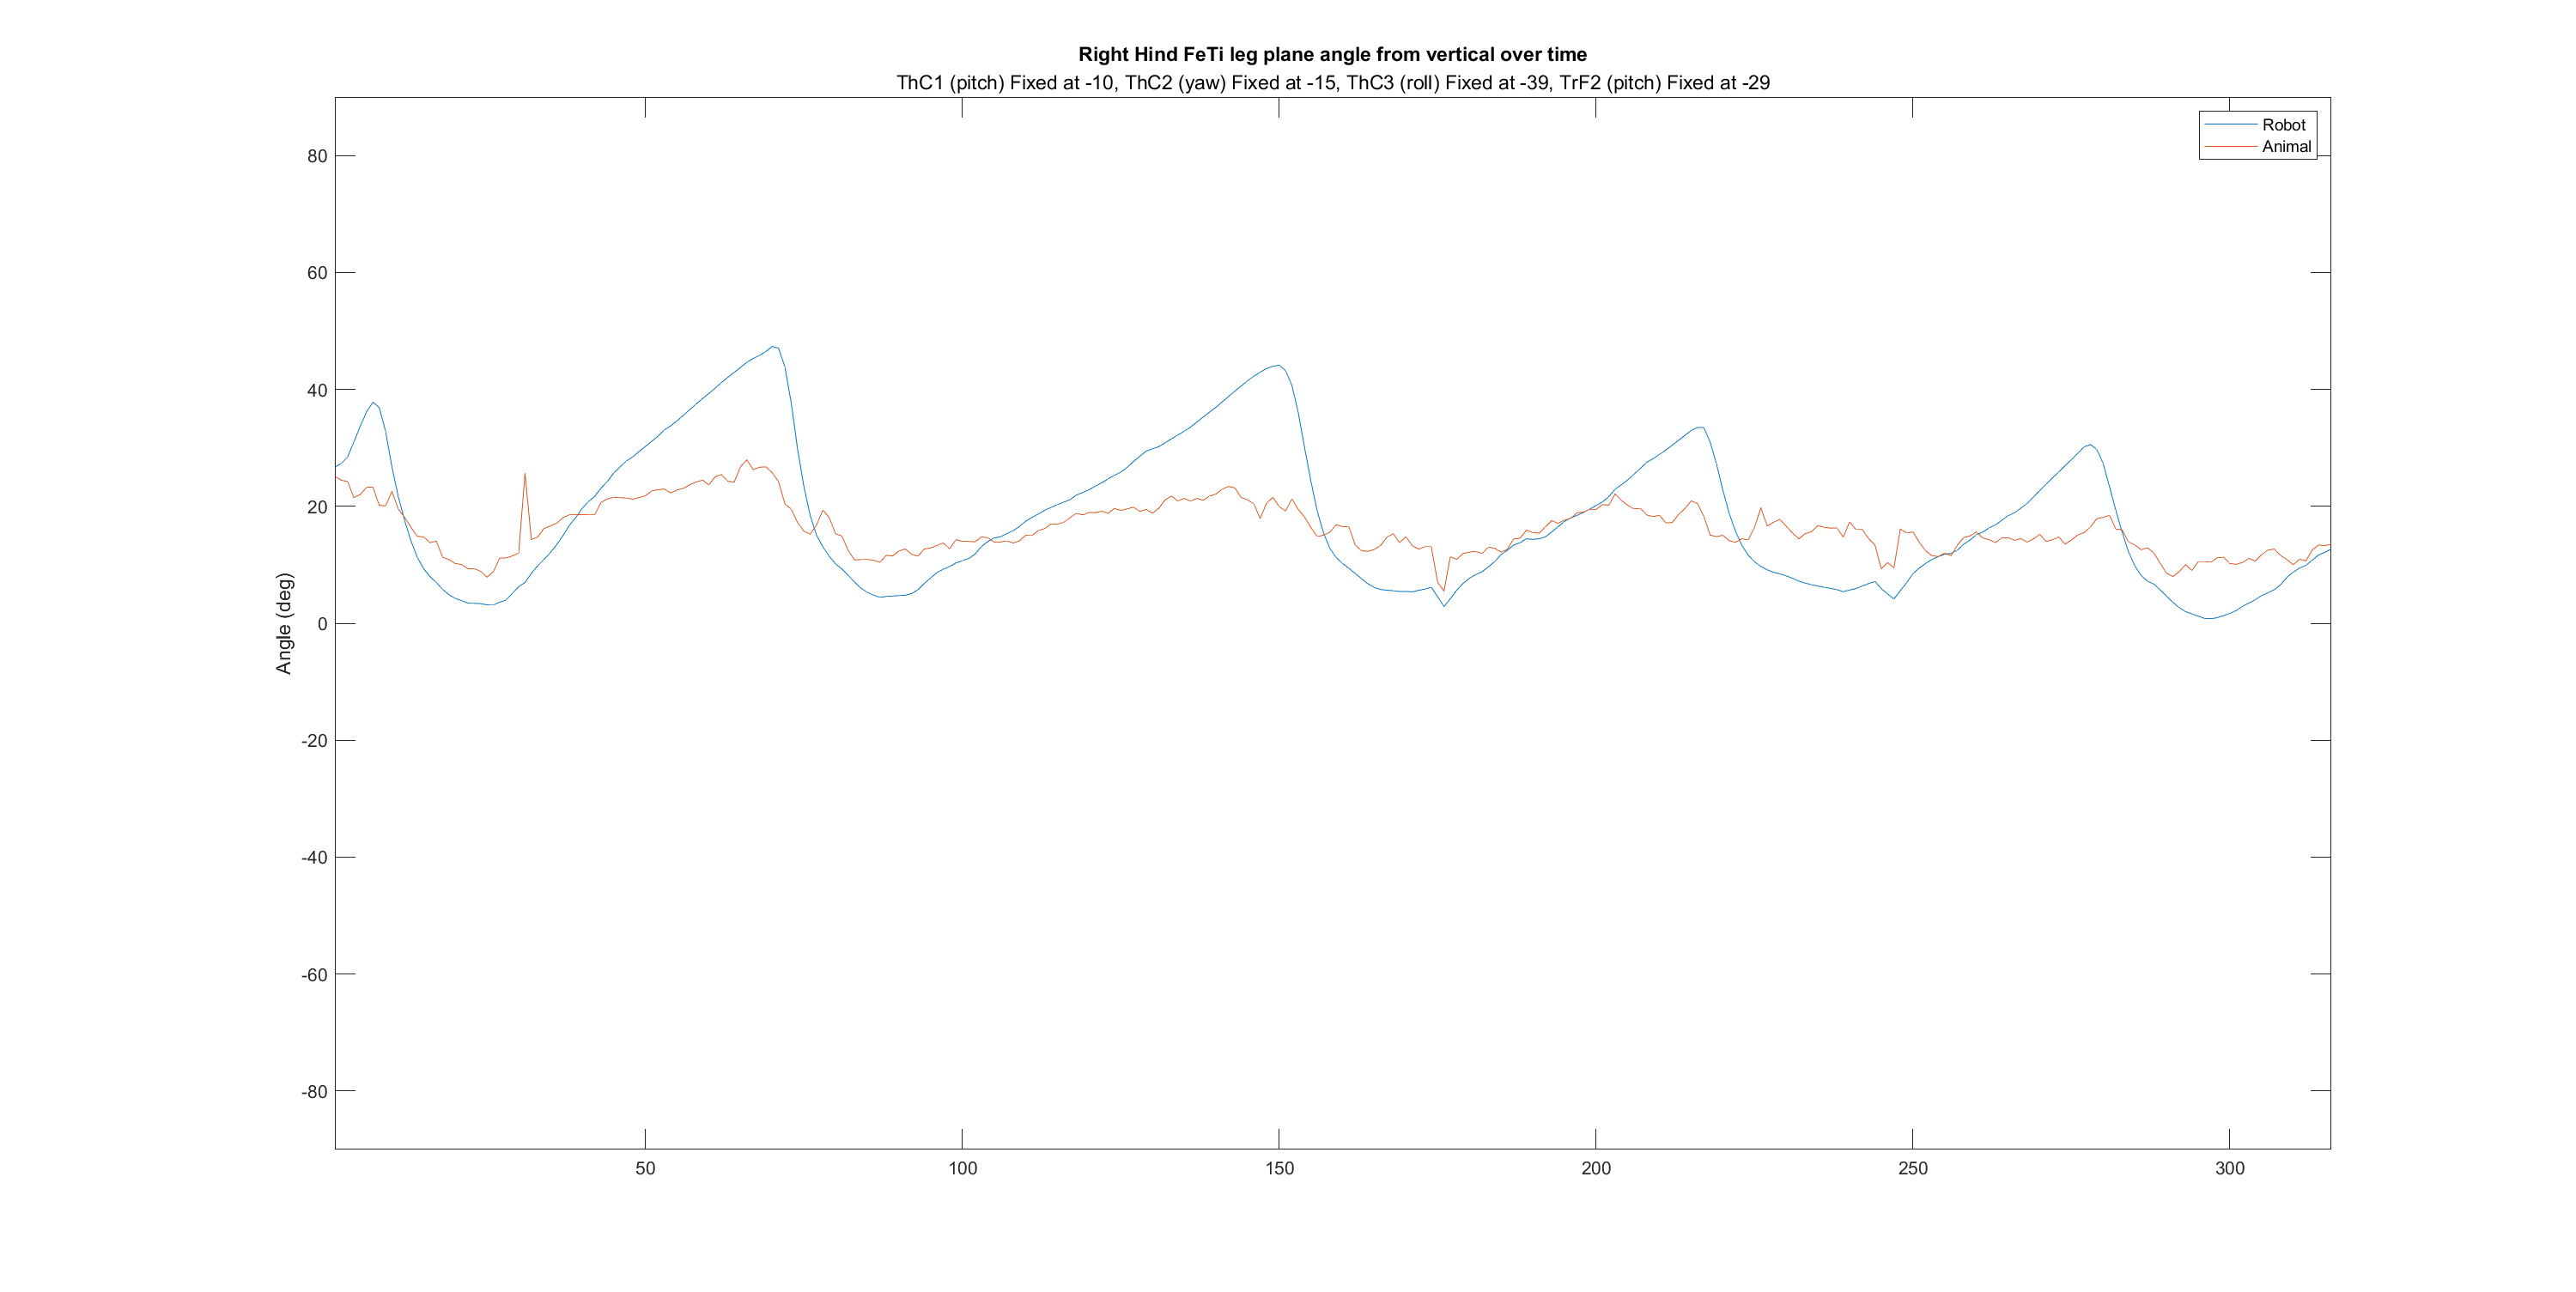 Right Hind FeTi leg plane angle from vertical over time
ThC1 (pitch) Fixed at -10, ThC2 (yaw) Fixed at -15, ThC3 (roll) Fixed at -39, TrF2 (pitch) Fixed at -29
Robot
Animal
80
60
40
20
0
-20
-40
-60
-80
Angle (deg)
50 100 150 200 250 300